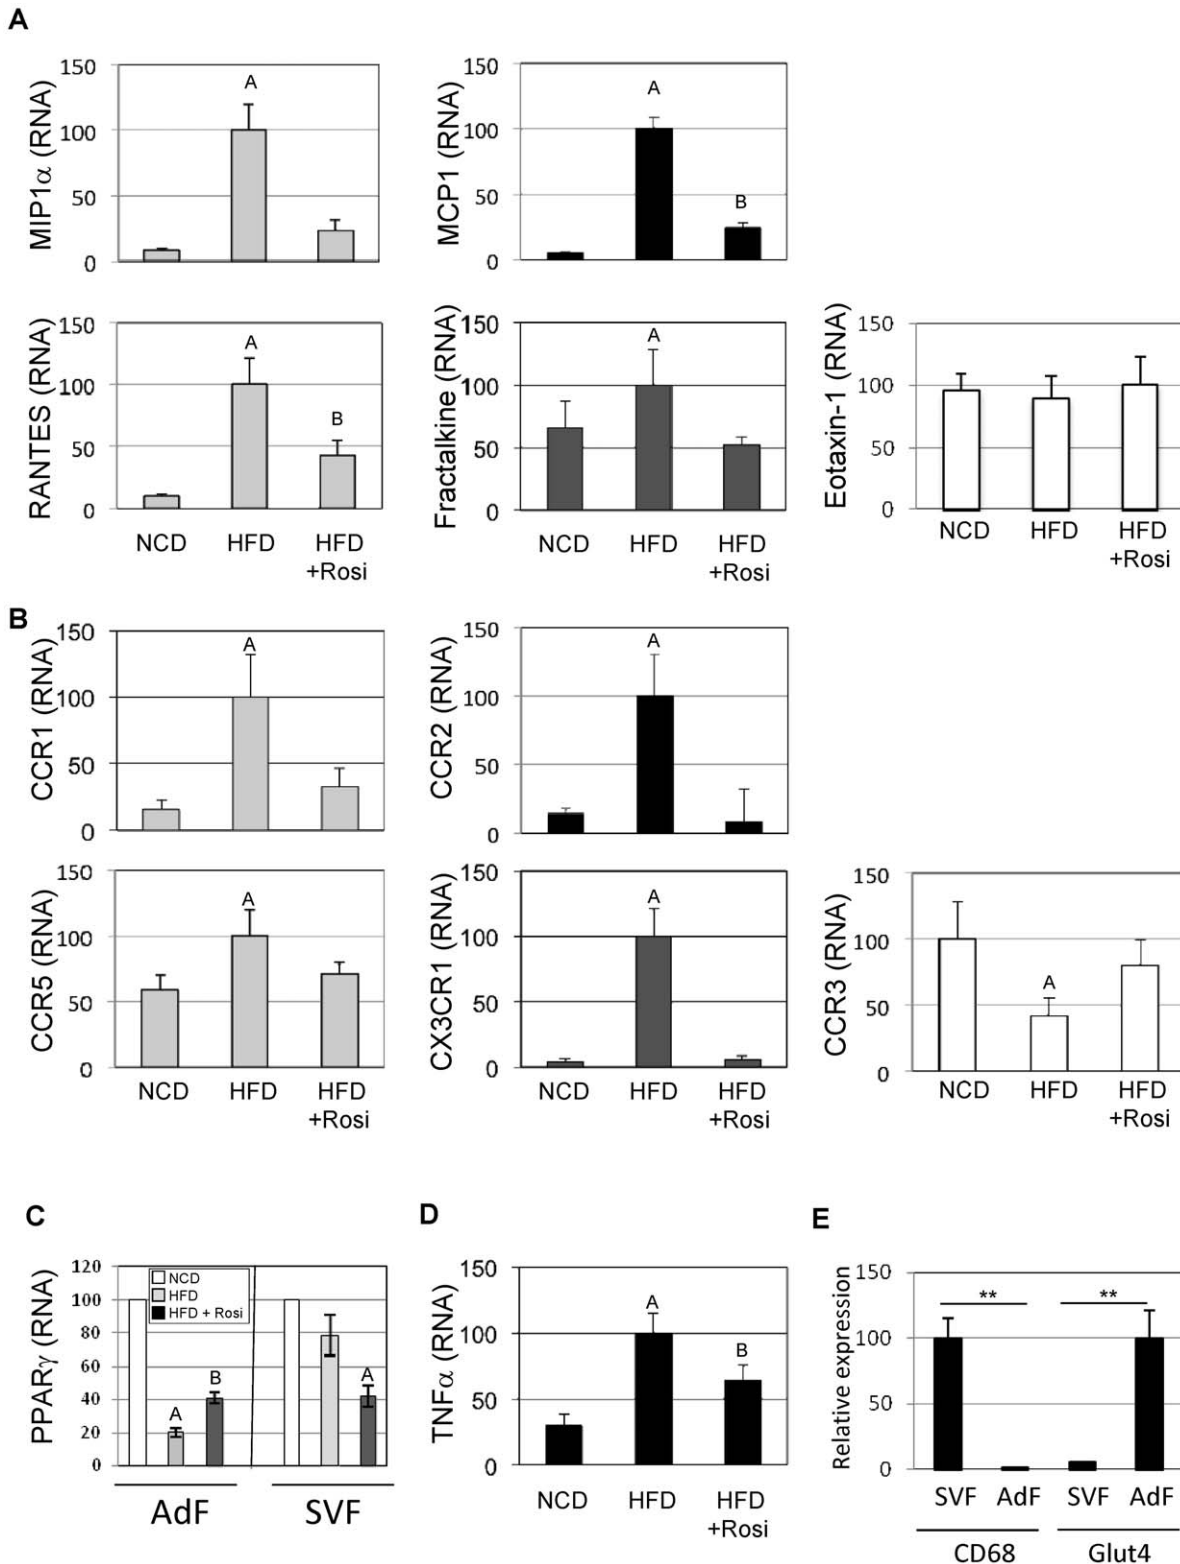 A
MIP1α (RNA)
150
100
50
0
A
MCP1 (RNA)
150
100
50
0
A
B
RANTES (RNA)
150
100
50
0
A
B
NCD HFD HFD
+Rosi
Fractalkine (RNA)
150
100
50
0
A
NCD HFD HFD
+Rosi
Eotaxin-1 (RNA)
150
100
50
0
NCD HFD HFD
+Rosi
B
CCR1 (RNA)
150
100
50
0
A
CCR2 (RNA)
150
100
50
0
A
CCR5 (RNA)
150
100
50
0
A
NCD HFD HFD
+Rosi
CX3CR1 (RNA)
150
100
50
0
A
NCD HFD HFD
+Rosi
CCR3 (RNA)
150
100
50
0
A
NCD HFD HFD
+Rosi
C
PPARγ (RNA)
120
100
80
60
40
20
0
NCD
HFD
HFD + Rosi
A
B
A
AdF SVF
D
TNFα (RNA)
150
100
50
0
A
B
NCD HFD HFD
+Rosi
E
Relative expression
150
100
50
0
** **
SVF AdF SVF AdF
CD68 Glut4